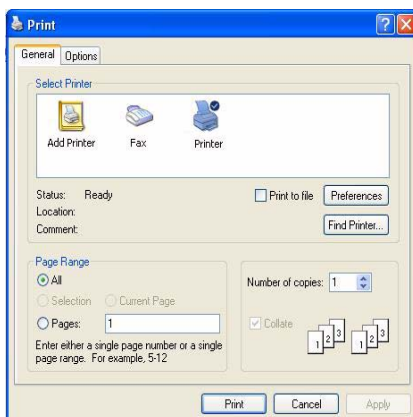 Print
General Options
Select Printer
Add Printer Fax Printer
Status: Ready
Location:
Comment:
Print to file Preferences
Find Printer...
Page Range
All
Selection Current Page
Pages: 1
Enter either a single page number or a single
page range. For example, 5-12
Number of copies: 1
Collate
1 2 3 1 2 3
Print Cancel Apply